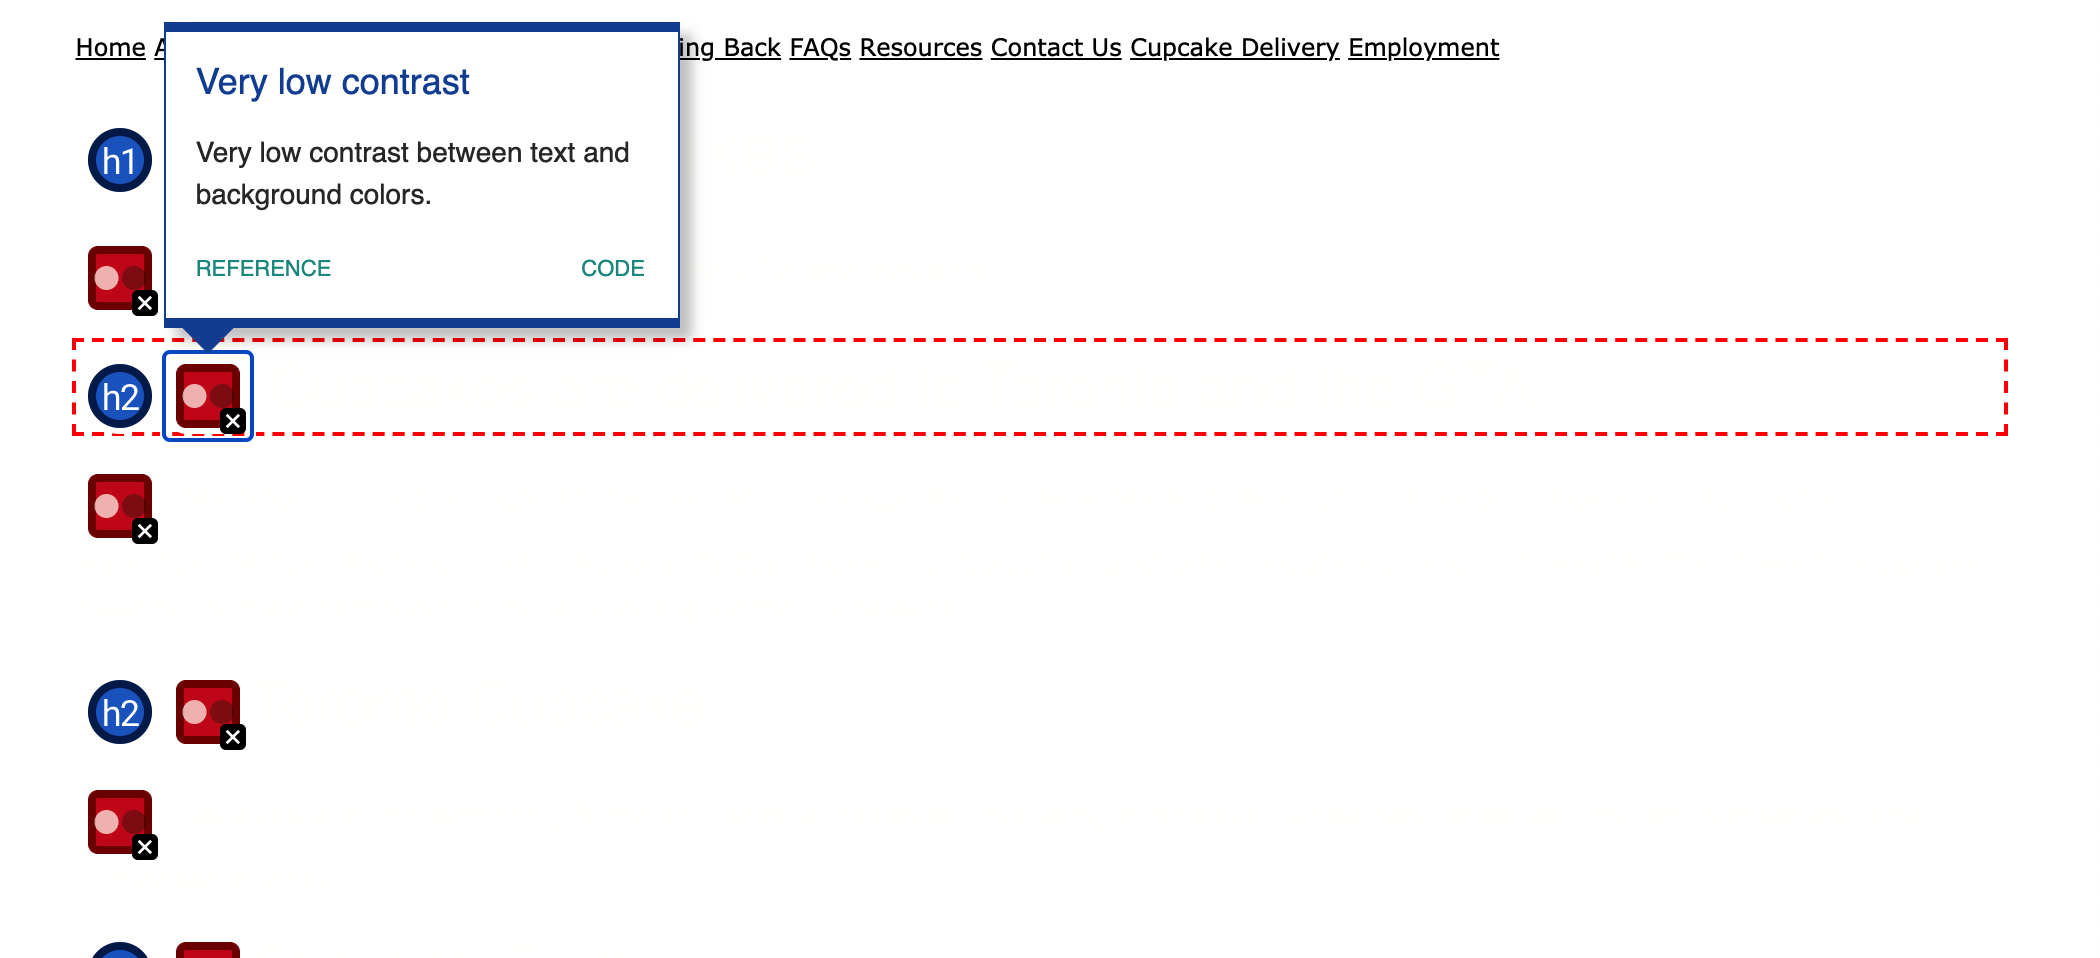 Home A ing Back FAQs Resources Contact Us Cupcake Delivery Employment
Very low contrast
Very low contrast between text and
background colors.
REFERENCE CODE
h1
h2
h2